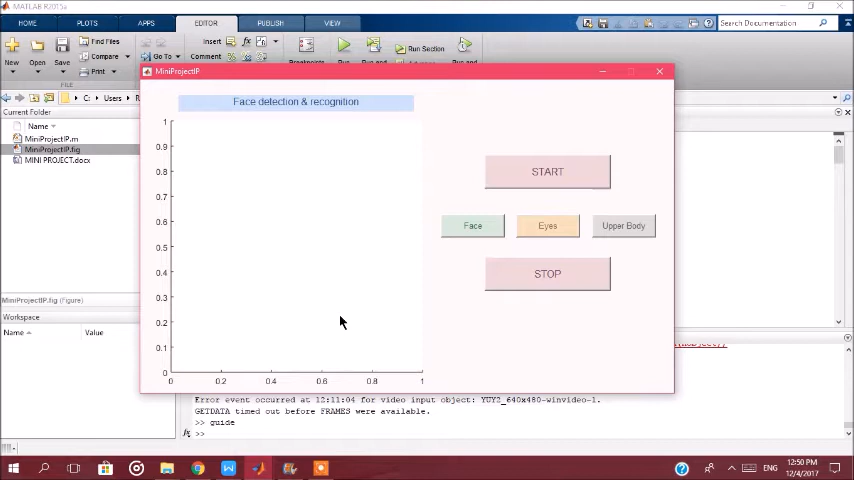 MATLAB R2015a
HOME PLOTS APPS EDITOR PUBLISH VIEW
Search Documentation
New Open Save
Find Files
Compare
Print
Insert
Comment
Go To
Breakpoints
Run
Run Section
FILE
C: Users
Current Folder
Name
MiniProjectIP.m
MiniProjectIP.fig
MINI PROJECT.docx
MiniProjectIP.fig (Figure)
Workspace
Name Value
MiniProjectIP
Face detection & recognition
1
0.9
0.8
0.7
0.6
0.5
0.4
0.3
0.2
0.1
0
0 0.2 0.4 0.6 0.8 1
START
Face Eyes Upper Body
STOP
Error event occurred at 12:11:04 for video input object: YUY2_640x480-winvideo-1.
GETDATA timed out before FRAMES were available.
>> guide
fx >>
ENG
12:50 PM
12/4/2017